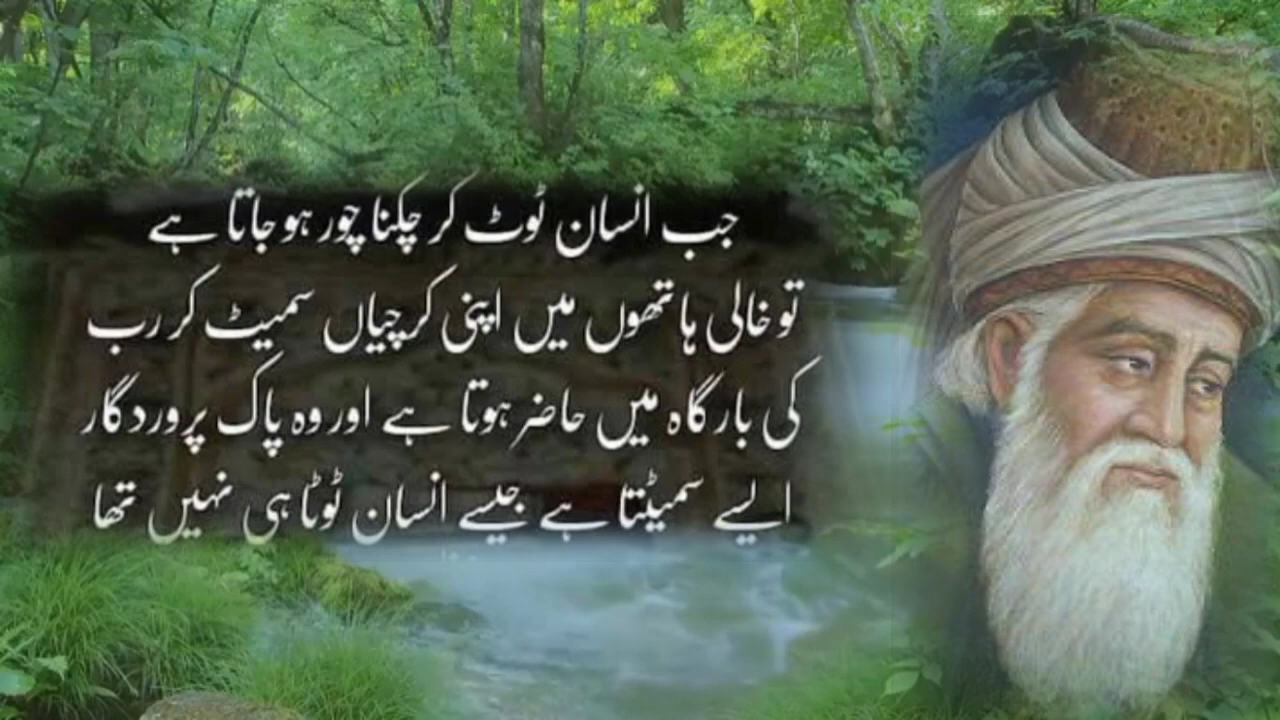 جب انسان ٹوٹ کر چکنا چور ہو جاتا ہے
تو خالی ہاتھوں میں اپنی کرچیاں سمیٹ کر رب
کی بارگاہ میں حاضر ہوتا ہے اور وہ پاک پروردگار
ایسے سمیٹتا ہے جیسے انسان ٹوٹا ہی نہیں تھا